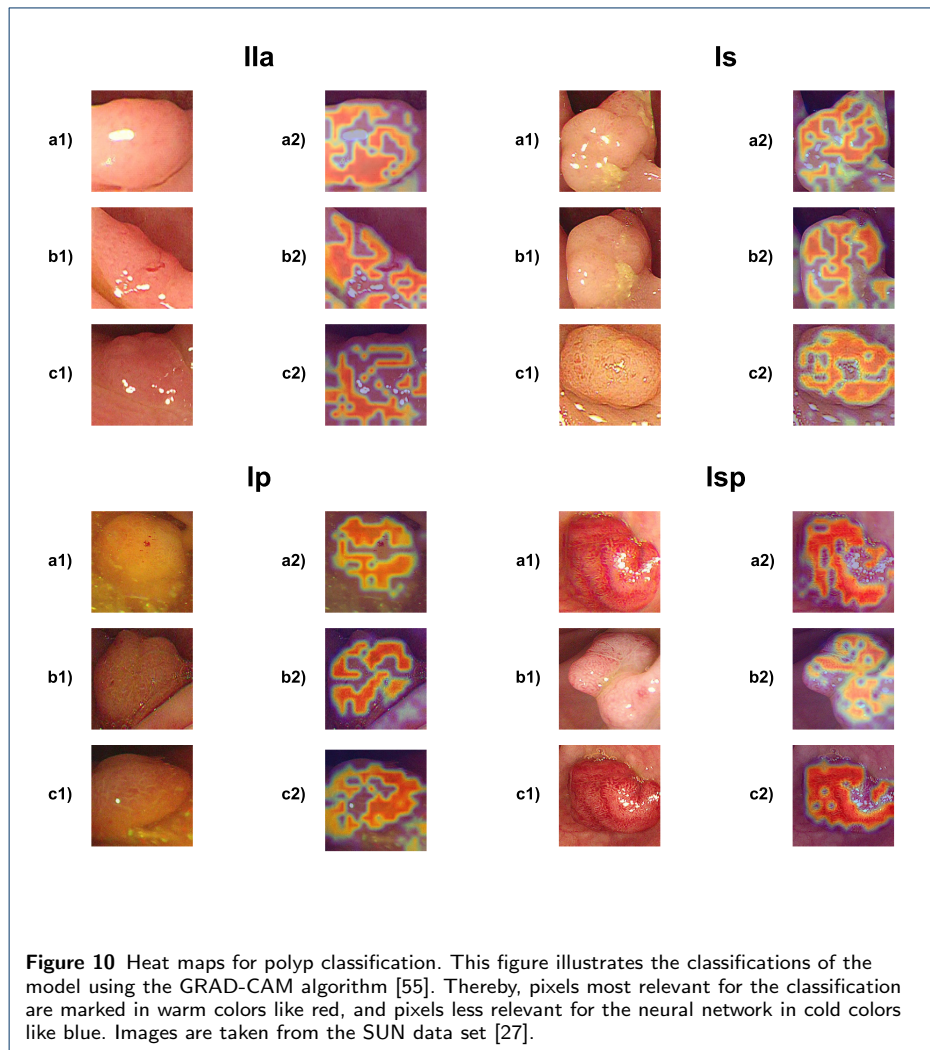 IIa
Is
a1)
a2)
a1)
a2)
b1)
b2)
b1)
b2)
c1)
c2)
c1)
c2)
Ip
Isp
a1)
a2)
a1)
a2)
b1)
b2)
b1)
b2)
c1)
c2)
c1)
c2)
Figure 10 Heat maps for polyp classification. This figure illustrates the classifications of the
model using the GRAD-CAM algorithm [55]. Thereby, pixels most relevant for the classification
are marked in warm colors like red, and pixels less relevant for the neural network in cold colors
like blue. Images are taken from the SUN data set [27].